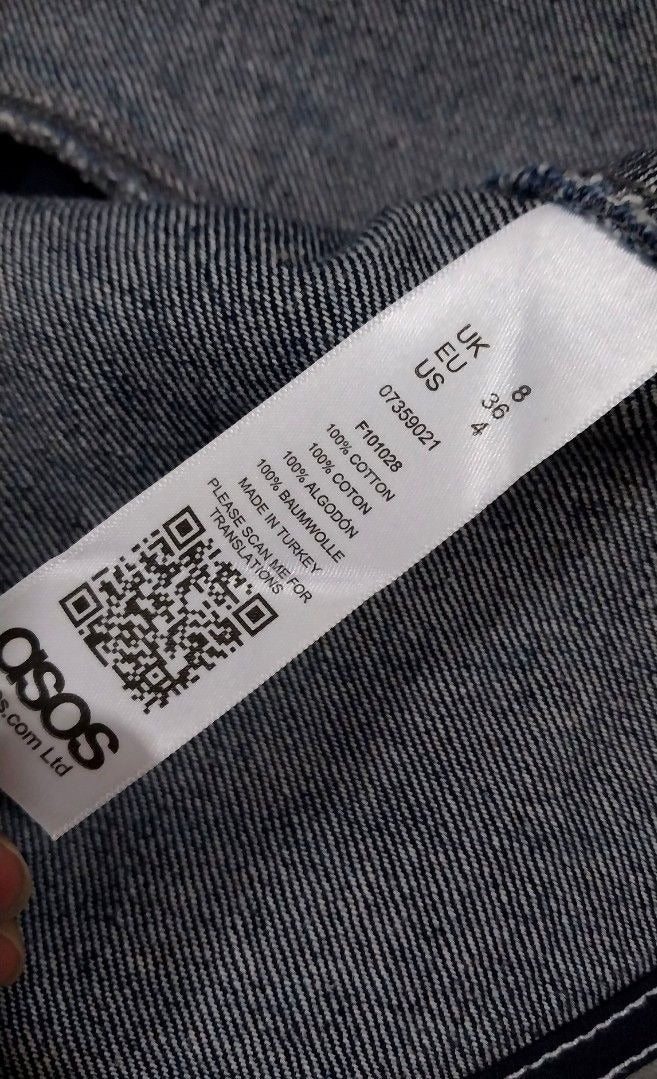 UK 8
EU 36
US 4
07359021
F101028
100% COTTON
100% COTON
100% ALGODÓN
100% BAUMWOLLE
MADE IN TURKEY
PLEASE SCAN ME FOR
TRANSLATIONS
asos
s.com Ltd